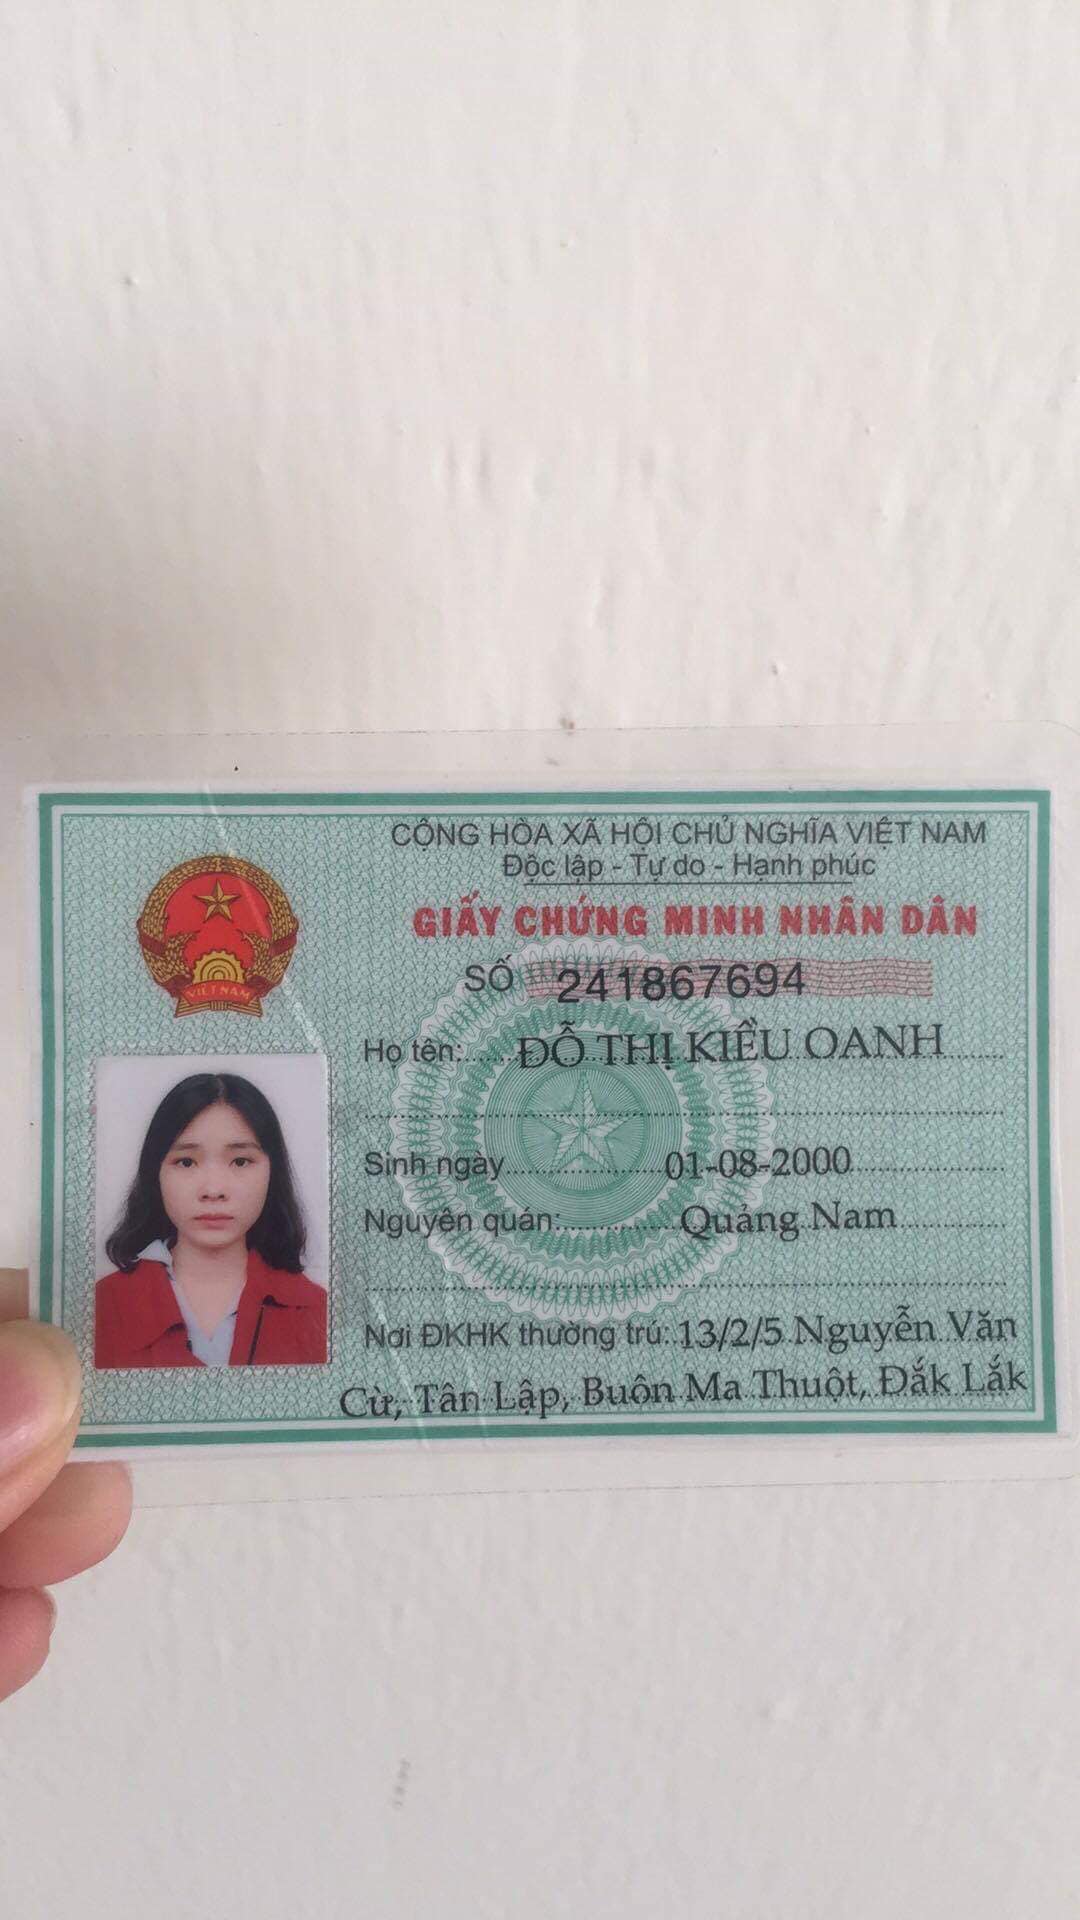 CỘNG HÒA XÃ HỘI CHỦ NGHĨA VIỆT NAM
Độc lập - Tự do - Hạnh phúc
GIẤY CHỨNG MINH NHÂN DÂN
SỐ 241867694
VIỆT NAM
Họ tên: ĐỖ THỊ KIỀU OANH
Sinh ngày 01-08-2000
Nguyên quán: Quảng Nam
Nơi ĐKHK thường trú: 13/2/5 Nguyễn Văn
Cừ, Tân Lập, Buôn Ma Thuột, Đắk Lắk